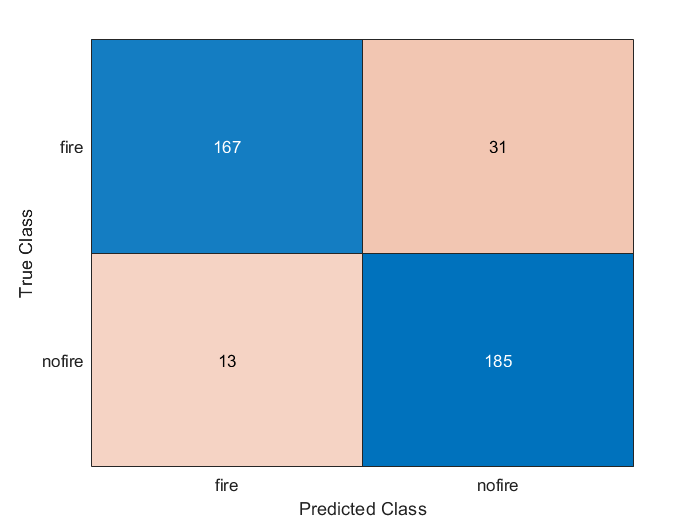 True Class
fire
167
31
nofire
13
185
fire
nofire
Predicted Class